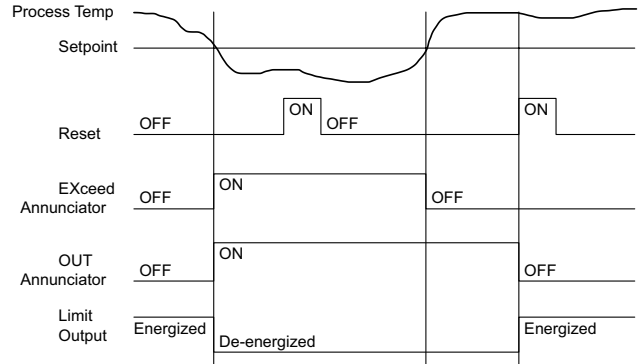 Process Temp
Setpoint
Reset
OFF
ON
OFF
ON
EXceed
Annunciator
OFF
ON
OFF
OUT
Annunciator
OFF
ON
OFF
Limit
Output
Energized
De-energized
Energized